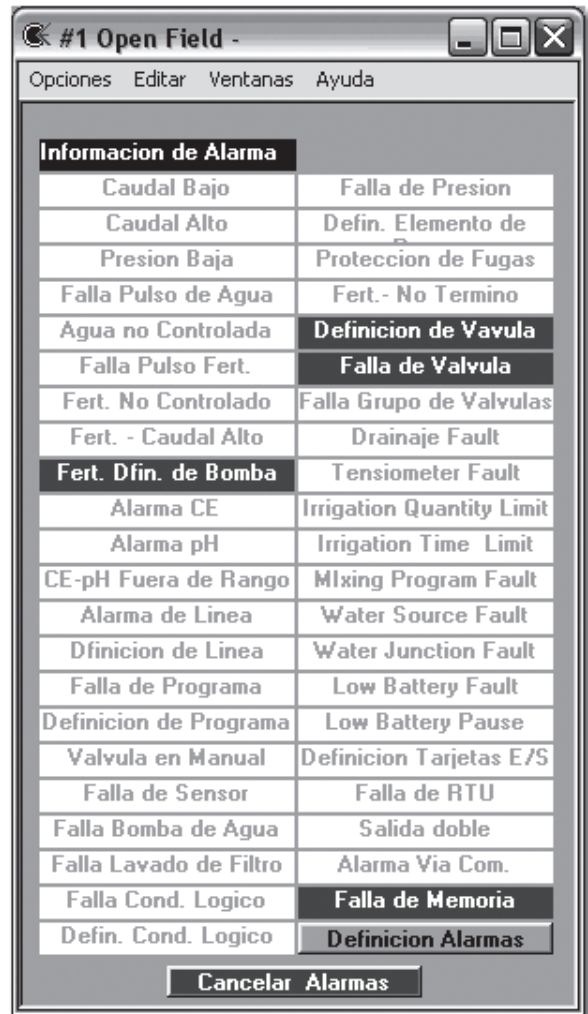 #1 Open Field -
Opciones Editar Ventanas Ayuda
Informacion de Alarma
Caudal Bajo Falla de Presion
Caudal Alto Defin. Elemento de
Presion Baja Proteccion de Fugas
Falla Pulso de Agua Fert.- No Termino
Agua no Controlada Definicion de Vavula
Falla Pulso Fert. Falla de Valvula
Fert. No Controlado Falla Grupo de Valvulas
Fert. - Caudal Alto Drainaje Fault
Fert. Dfin. de Bomba Tensiometer Fault
Alarma CE Irrigation Quantity Limit
Alarma pH Irrigation Time Limit
CE-pH Fuera de Rango MIxing Program Fault
Alarma de Linea Water Source Fault
Dfinicion de Linea Water Junction Fault
Falla de Programa Low Battery Fault
Definicion de Programa Low Battery Pause
Valvula en Manual Definicion Tarjetas E/S
Falla de Sensor Falla de RTU
Falla Bomba de Agua Salida doble
Falla Lavado de Filtro Alarma Via Com.
Falla Cond. Logico Falla de Memoria
Defin. Cond. Logico Definicion Alarmas
Cancelar Alarmas